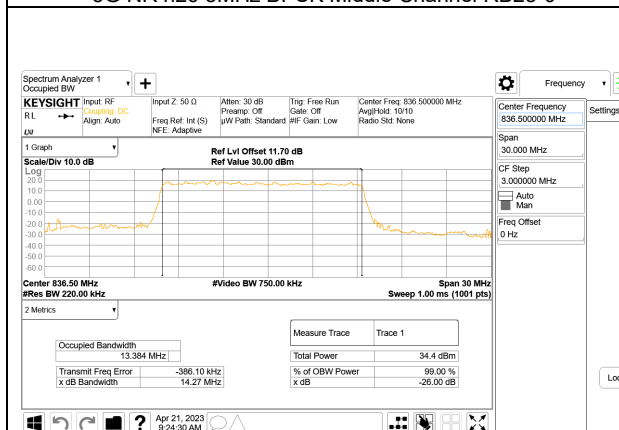 Spectrum Analyzer 1
Occupied BW
+
Frequency
KEYSIGHT
Input: RF
Input Z: 50 Ω
Atten: 30 dB
Trig: Free Run
Center Freq: 836.500000 MHz
RL
Coupling: DC
Preamp: Off
Gate: Off
Avg|Hold: 10/10
Align: Auto
Freq Ref: Int (S)
µW Path: Standard
#IF Gain: Low
Radio Std: None
NFE: Adaptive
Center Frequency
836.500000 MHz
Settings
Span
30.000 MHz
CF Step
3.000000 MHz
Auto
Man
Freq Offset
0 Hz
1 Graph
Ref Lvl Offset 11.70 dB
Scale/Div 10.0 dB
Ref Value 30.00 dBm
Log
20.0
10.0
0.00
-10.0
-20.0
-30.0
-40.0
-50.0
-60.0
Center 836.50 MHz
#Video BW 750.00 kHz
Span 30 MHz
#Res BW 220.00 kHz
Sweep 1.00 ms (1001 pts)
2 Metrics
Measure Trace
Trace 1
Occupied Bandwidth
13.384 MHz
Total Power
34.4 dBm
Transmit Freq Error
-386.10 kHz
% of OBW Power
99.00 %
x dB Bandwidth
14.27 MHz
x dB
-26.00 dB
Apr 21, 2023
9:24:30 AM